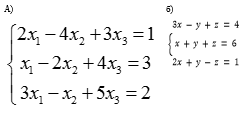 А)
2x₁ − 4x₂ + 3x₃ = 1
x₁ − 2x₂ + 4x₃ = 3
3x₁ − x₂ + 5x₃ = 2
б)
3x − y + z = 4
x + y + z = 6
2x + y − z = 1